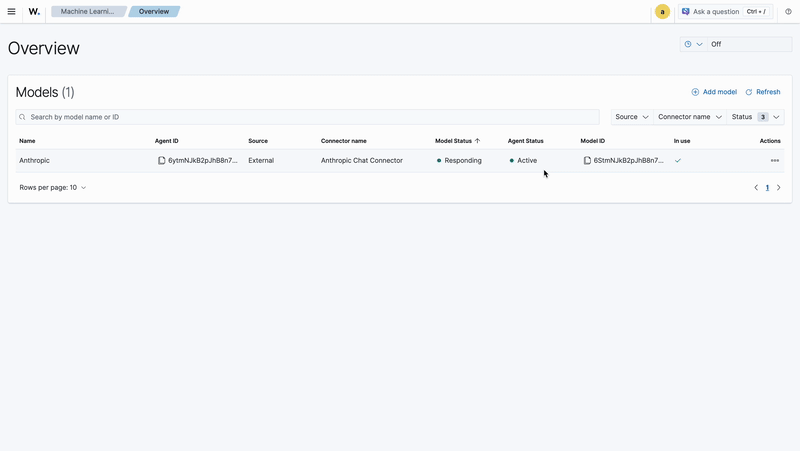 W. Machine Learni... Overview a Ask a question Ctrl + /
Overview
Off
Models (1)
Add model Refresh
Search by model name or ID Source Connector name Status 3
Name Agent ID Source Connector name Model Status Agent Status Model ID In use Actions
Anthropic 6ytmNJkB2pJhB8n7... External Anthropic Chat Connector Responding Active 6StmNJkB2pJhB8n7...
Rows per page: 10 1